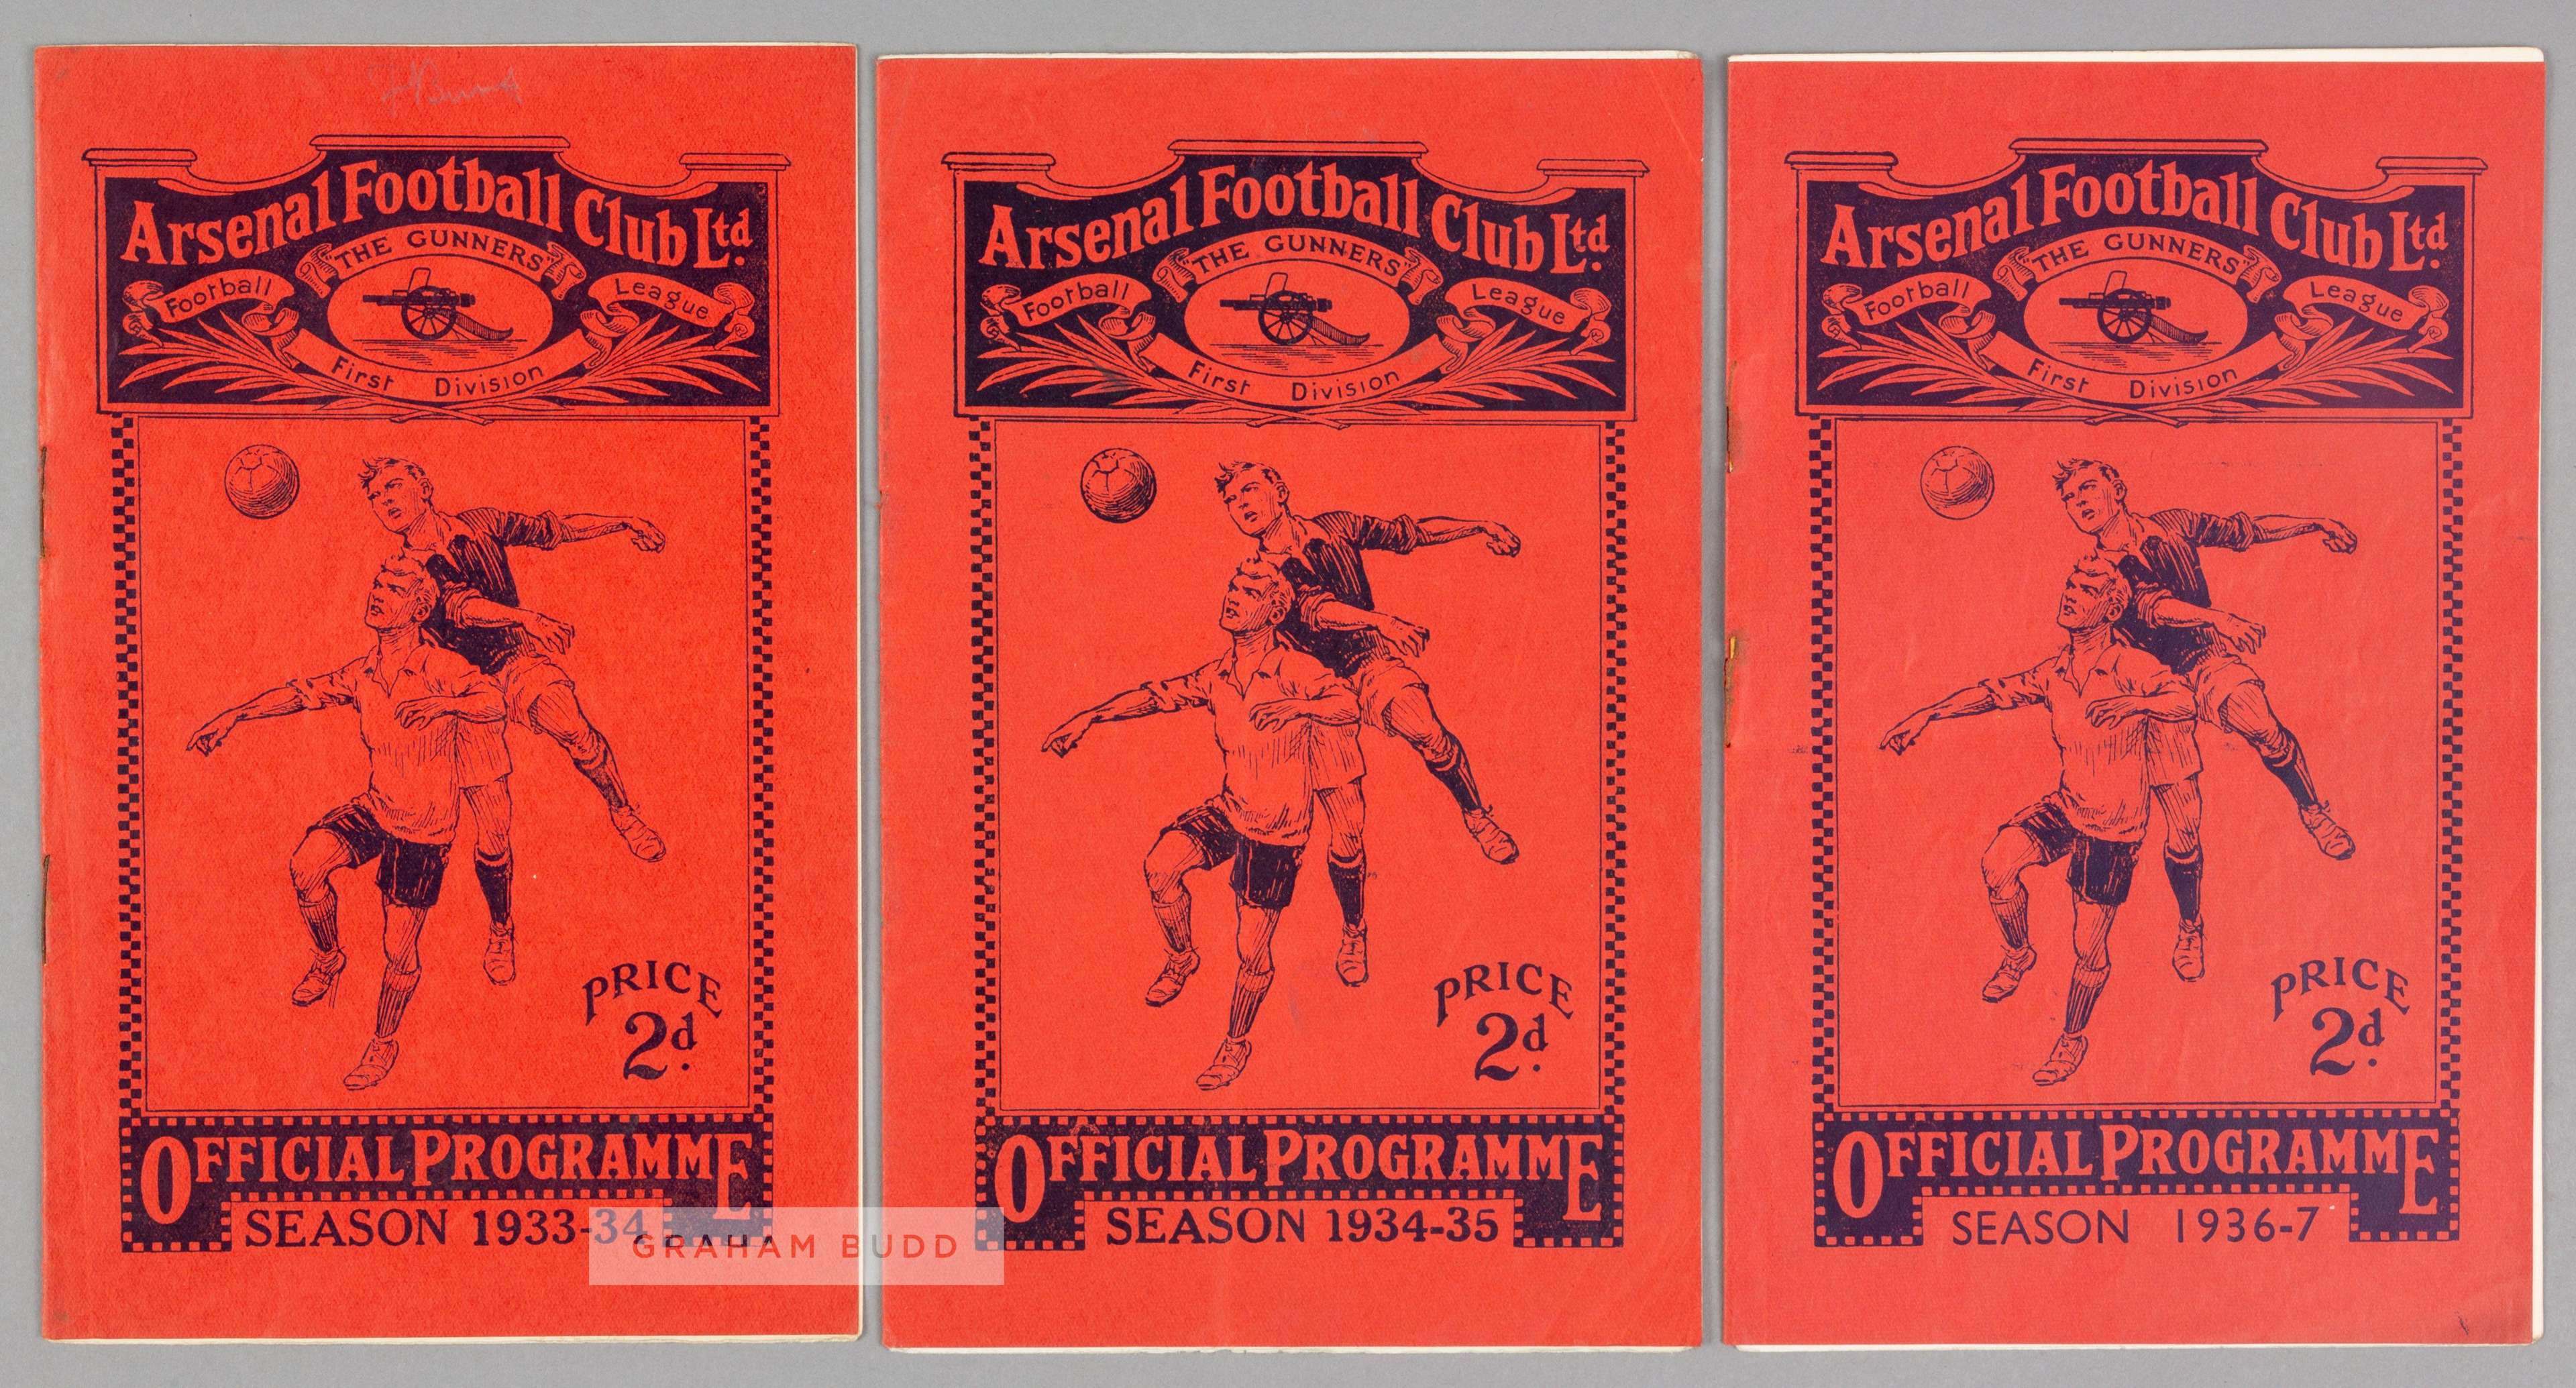 Arsenal Football Club Ltd.
"THE GUNNERS"
Football League
First Division
PRICE
2d.
OFFICIAL PROGRAMME
SEASON 1933-34
Arsenal Football Club Ltd.
"THE GUNNERS"
Football League
First Division
PRICE
2d.
OFFICIAL PROGRAMME
SEASON 1934-35
Arsenal Football Club Ltd.
"THE GUNNERS"
Football League
First Division
PRICE
2d.
OFFICIAL PROGRAMME
SEASON 1936-7
GRAHAM BUDD